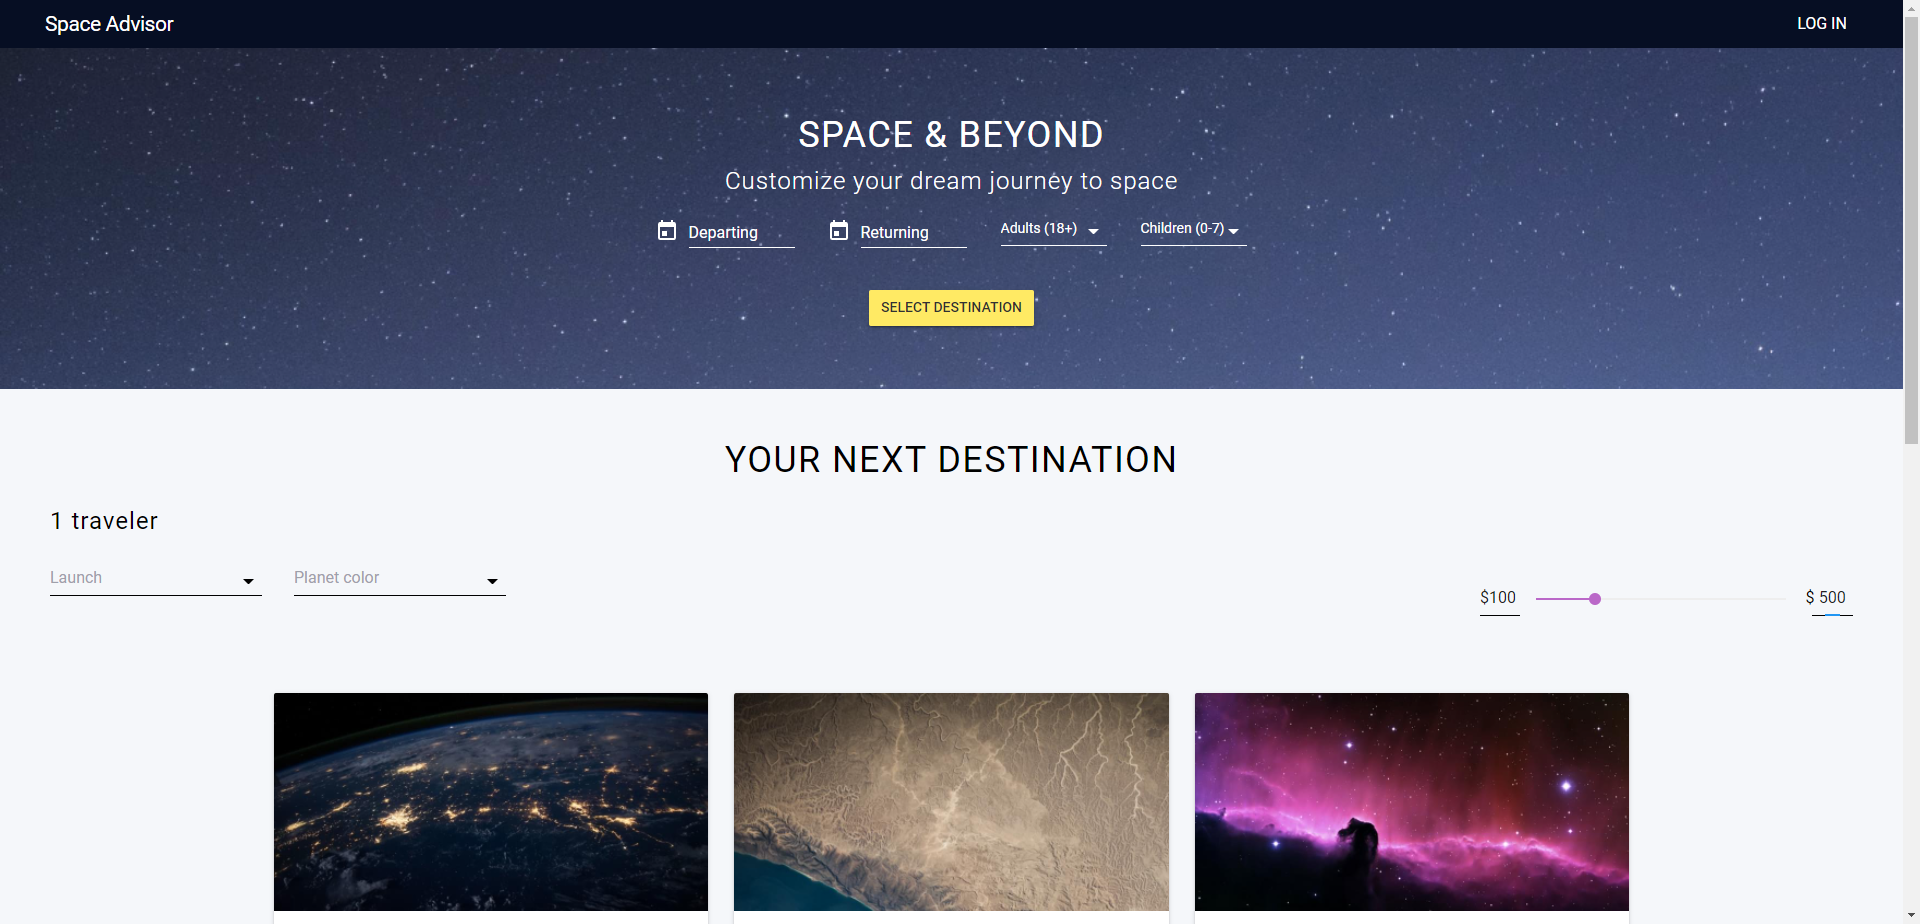 Space Advisor
LOG IN
SPACE & BEYOND
Customize your dream journey to space
Departing
Returning
Adults (18+)
Children (0-7)
SELECT DESTINATION
YOUR NEXT DESTINATION
1 traveler
Launch
Planet color
$100
$ 500